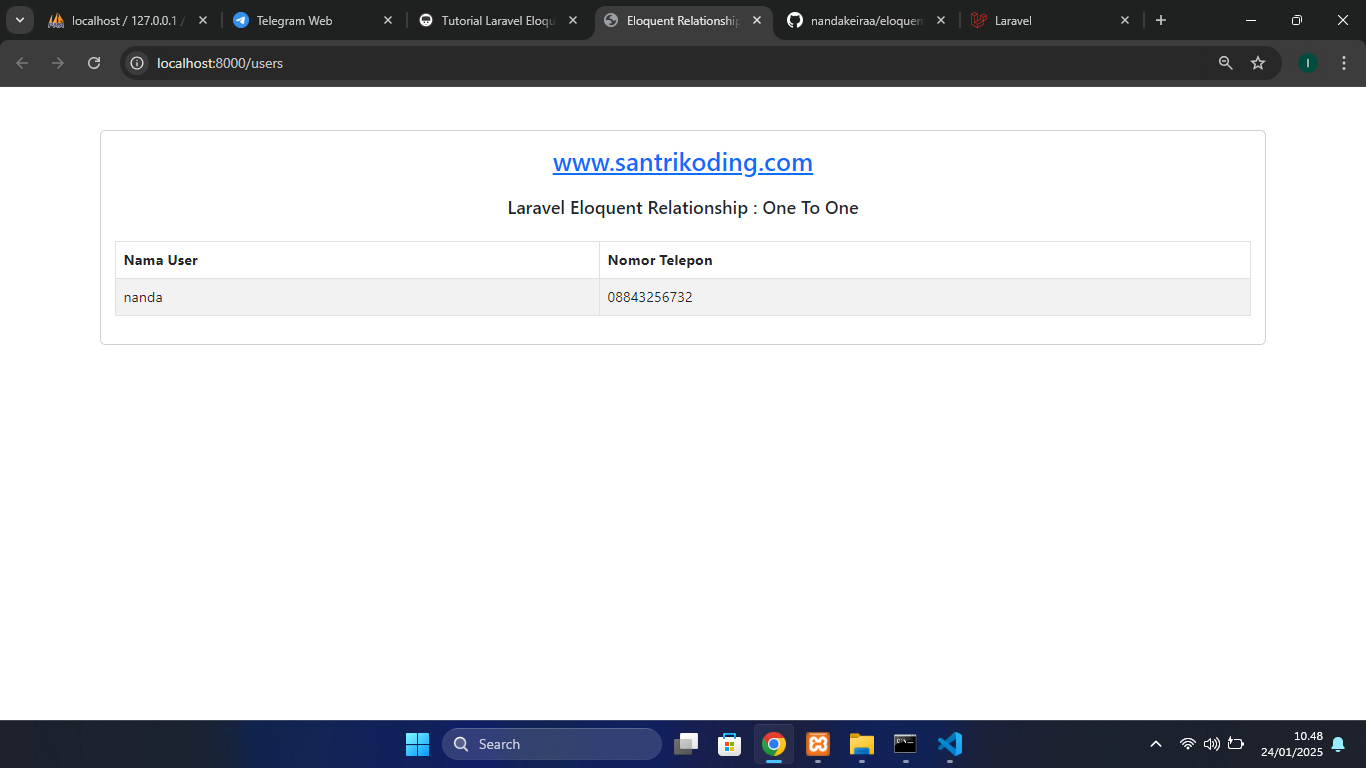 localhost / 127.0.0.1 /
Telegram Web
Tutorial Laravel Eloqu
Eloquent Relationship
nandakeiraa/eloquen
Laravel
localhost:8000/users
I
www.santrikoding.com
Laravel Eloquent Relationship : One To One
Nama User
Nomor Telepon
nanda
08843256732
Search
10.48
24/01/2025